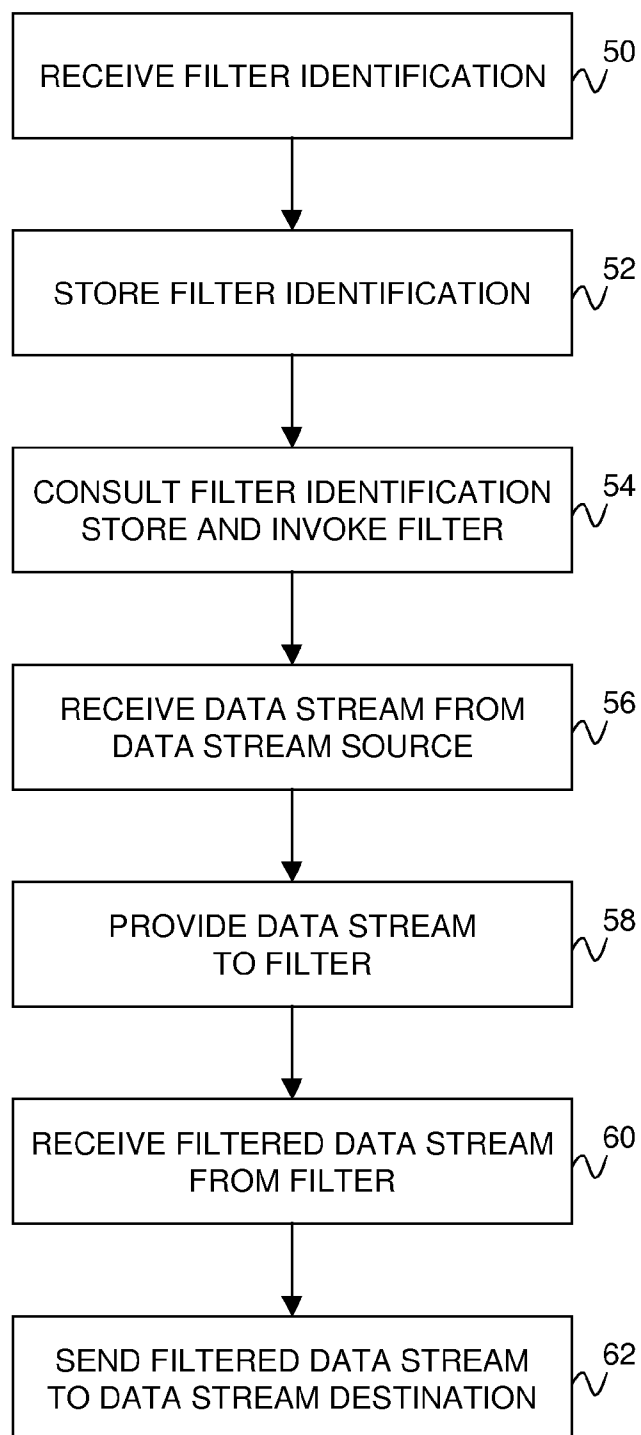 RECEIVE FILTER IDENTIFICATION
50
STORE FILTER IDENTIFICATION
52
CONSULT FILTER IDENTIFICATION
STORE AND INVOKE FILTER
54
RECEIVE DATA STREAM FROM
DATA STREAM SOURCE
56
PROVIDE DATA STREAM
TO FILTER
58
RECEIVE FILTERED DATA STREAM
FROM FILTER
60
SEND FILTERED DATA STREAM
TO DATA STREAM DESTINATION
62